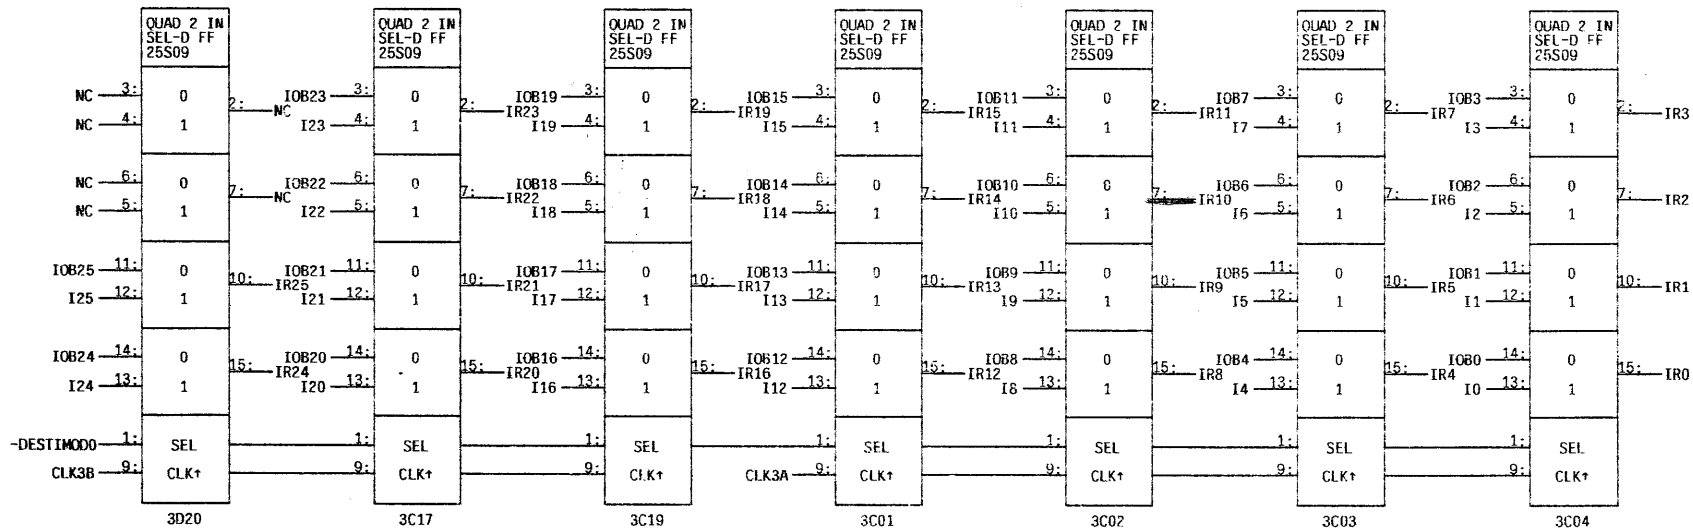 QUAD 2 IN QUAD 2 IN QUAD 2 IN QUAD 2 IN QUAD 2 IN QUAD 2 IN QUAD 2 IN
SEL-D FF SEL-D FF SEL-D FF SEL-D FF SEL-D FF SEL-D FF SEL-D FF
25S09 25S09 25S09 25S09 25S09 25S09 25S09
NC 3: 0 IOB23 3: 0 IOB19 3: 0 IOB15 3: 0 IOB11 3: 0 IOB7 3: 0 IOB3 3: 0
2: NC 2: IR23 2: IR19 2: IR15 2: IR11 2: IR7 2: IR3
NC 4: 1 I23 4: 1 I19 4: 1 I15 4: 1 I11 4: 1 I7 4: 1 I3 4: 1
NC 6: 0 IOB22 6: 0 IOB18 6: 0 IOB14 6: 0 IOB10 6: 0 IOB6 6: 0 IOB2 6: 0
7: NC 7: IR22 7: IR18 7: IR14 7: IR10 7: IR6 7: IR2
NC 5: 1 I22 5: 1 I18 5: 1 I14 5: 1 I10 5: 1 I6 5: 1 I2 5: 1
IOB25 11: 0 IOB21 11: 0 IOB17 11: 0 IOB13 11: 0 IOB9 11: 0 IOB5 11: 0 IOB1 11: 0
10: IR25 10: IR21 10: IR17 10: IR13 10: IR9 10: IR5 10: IR1
I25 12: 1 I21 12: 1 I17 12: 1 I13 12: 1 I9 12: 1 I5 12: 1 I1 12: 1
IOB24 14: 0 IOB20 14: 0 IOB16 14: 0 IOB12 14: 0 IOB8 14: 0 IOB4 14: 0 IOB0 14: 0
15: IR24 15: IR20 15: IR16 15: IR12 15: IR8 15: IR4 15: IR0
I24 13: 1 I20 13: 1 I16 13: 1 I12 13: 1 I8 13: 1 I4 13: 1 I0 13: 1
-DESTIMOD0 1: SEL 1: SEL 1: SEL 1: SEL 1: SEL 1: SEL 1: SEL
CLK3B 9: CLK↑ 9: CLK↑ 9: CLK↑ CLK3A 9: CLK↑ 9: CLK↑ 9: CLK↑ 9: CLK↑
3D20 3C17 3C19 3C01 3C02 3C03 3C04